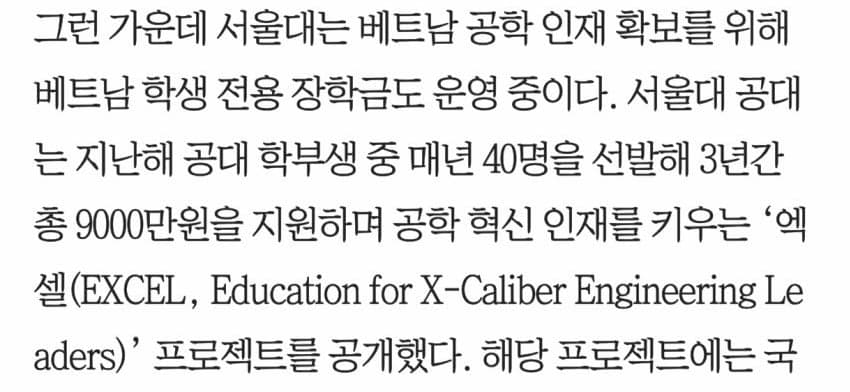 그런 가운데 서울대는 베트남 공학 인재 확보를 위해
베트남 학생 전용 장학금도 운영 중이다. 서울대 공대
는 지난해 공대 학부생 중 매년 40명을 선발해 3년간
총 9000만원을 지원하며 공학 혁신 인재를 키우는 ‘엑
셀(EXCEL, Education for X-Caliber Engineering Le
aders)’ 프로젝트를 공개했다. 해당 프로젝트에는 국